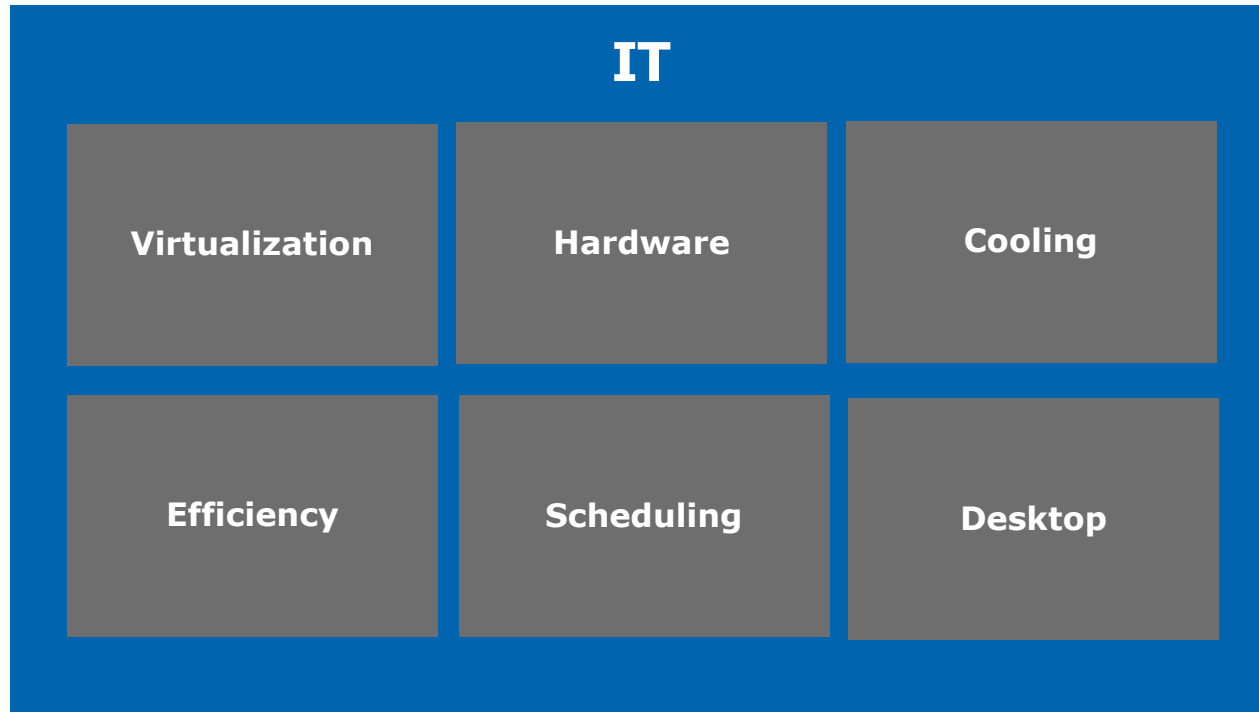 IT
Virtualization
Hardware
Cooling
Efficiency
Scheduling
Desktop